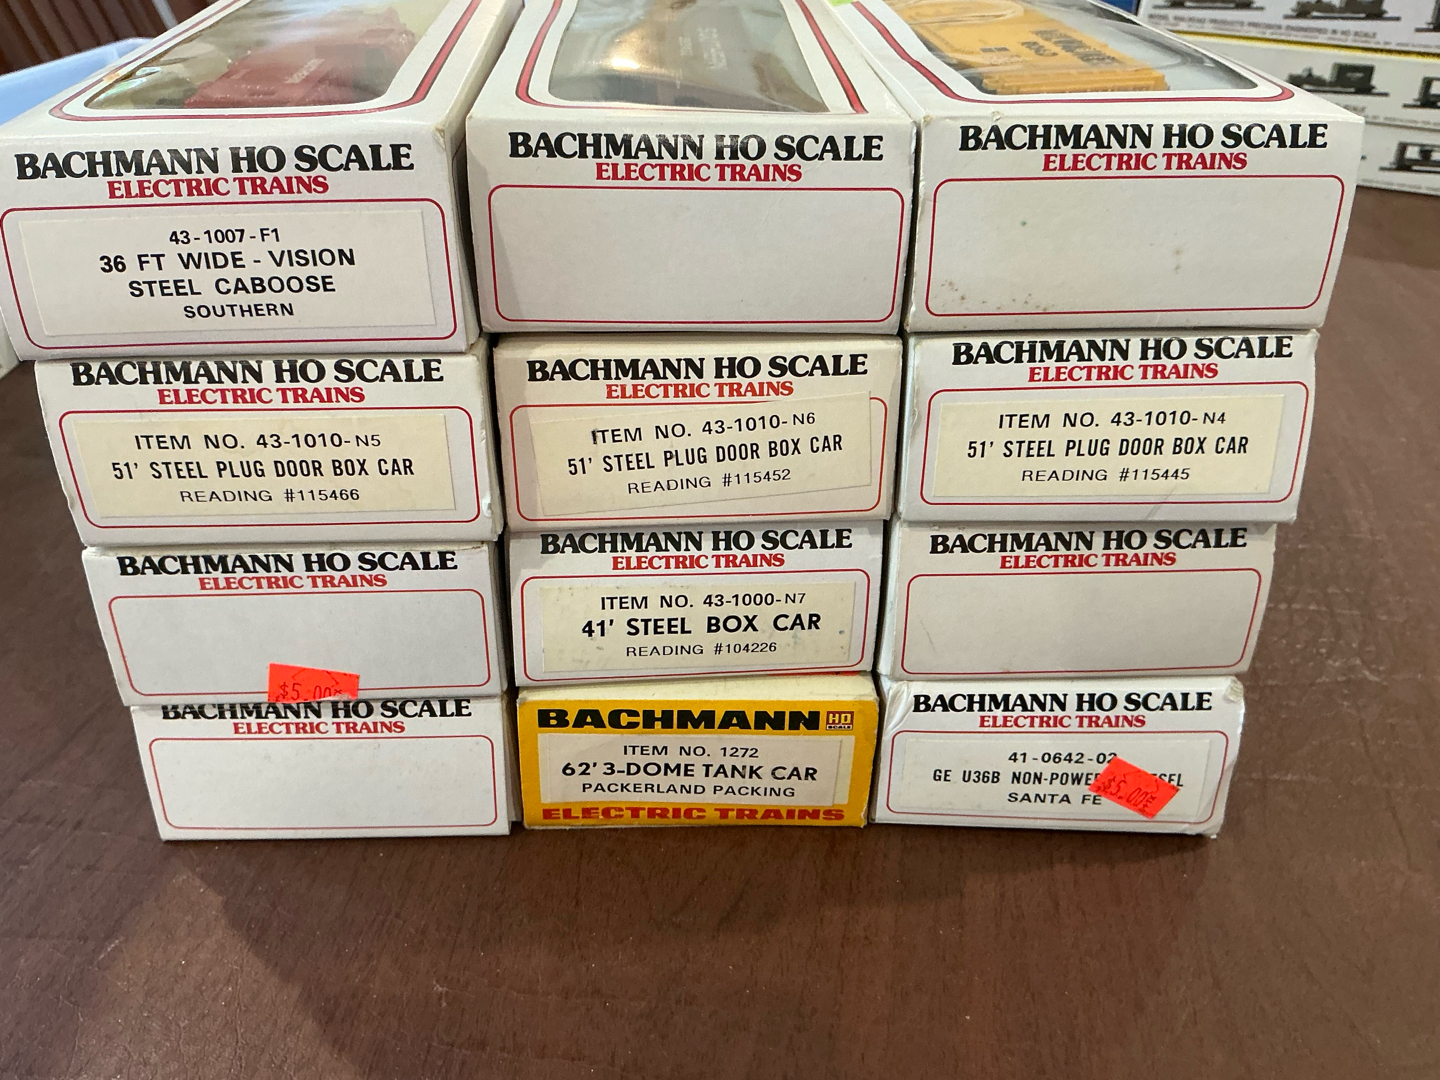 BACHMANN HO SCALE
ELECTRIC TRAINS
43-1007-F1
36 FT WIDE-VISION
STEEL CABOOSE
SOUTHERN
BACHMANN HO SCALE
ELECTRIC TRAINS
BACHMANN HO SCALE
ELECTRIC TRAINS
BACHMANN HO SCALE
ELECTRIC TRAINS
ITEM NO. 43-1010-N5
51' STEEL PLUG DOOR BOX CAR
READING #115466
BACHMANN HO SCALE
ELECTRIC TRAINS
ITEM NO. 43-1010-N6
51' STEEL PLUG DOOR BOX CAR
READING #115452
BACHMANN HO SCALE
ELECTRIC TRAINS
ITEM NO. 43-1010-N4
51' STEEL PLUG DOOR BOX CAR
READING #115445
BACHMANN HO SCALE
ELECTRIC TRAINS
$5.00
BACHMANN HO SCALE
ELECTRIC TRAINS
ITEM NO. 43-1000-N7
41' STEEL BOX CAR
READING #104226
BACHMANN HO SCALE
ELECTRIC TRAINS
BACHMANN HO SCALE
ELECTRIC TRAINS
BACHMANN HO
SCALE
ITEM NO. 1272
62' 3-DOME TANK CAR
PACKERLAND PACKING
ELECTRIC TRAINS
BACHMANN HO SCALE
ELECTRIC TRAINS
41-0642-02
GE U36B NON-POWE
SANTA FE
$5.00